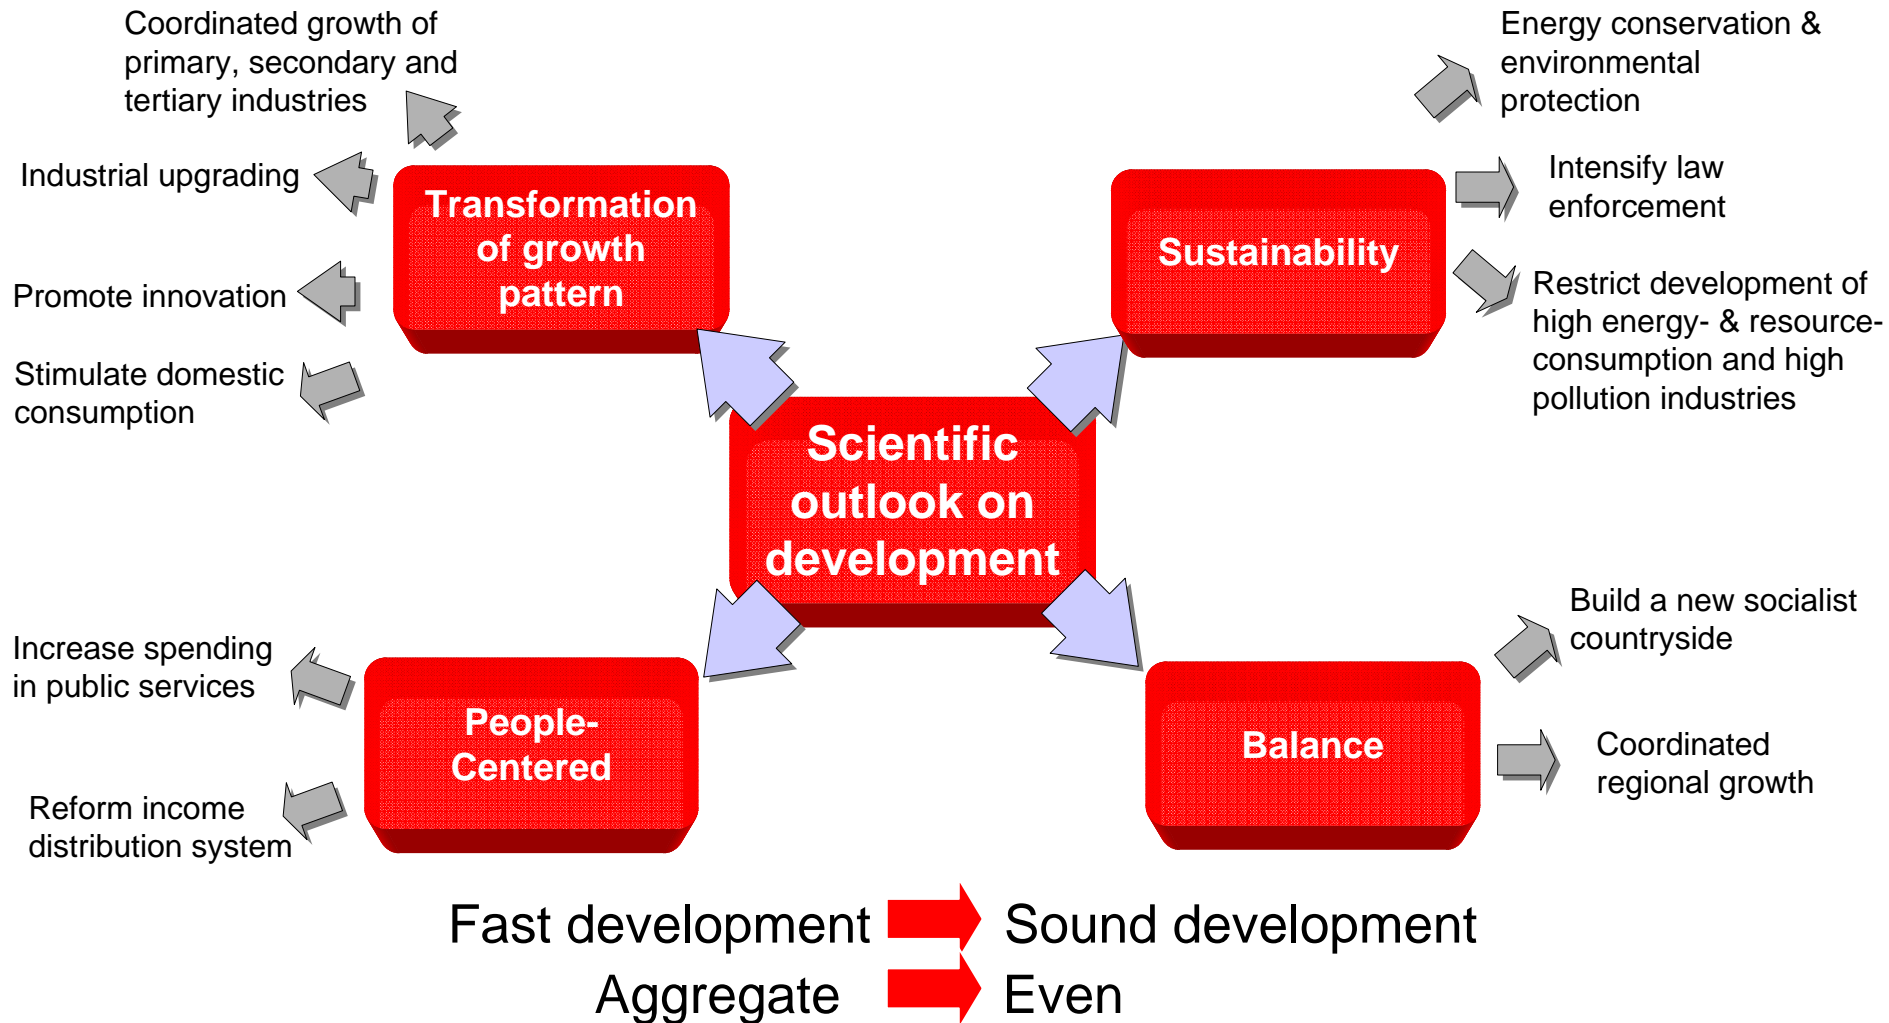 Coordinated growth of
primary, secondary and
tertiary industries
Industrial upgrading
Promote innovation
Stimulate domestic
consumption
Transformation
of growth
pattern
Energy conservation &
environmental
protection
Intensify law
enforcement
Restrict development of
high energy- & resource-
consumption and high
pollution industries
Sustainability
Scientific
outlook on
development
Increase spending
in public services
Reform income
distribution system
People-
Centered
Build a new socialist
countryside
Coordinated
regional growth
Balance
Fast development Sound development
Aggregate Even